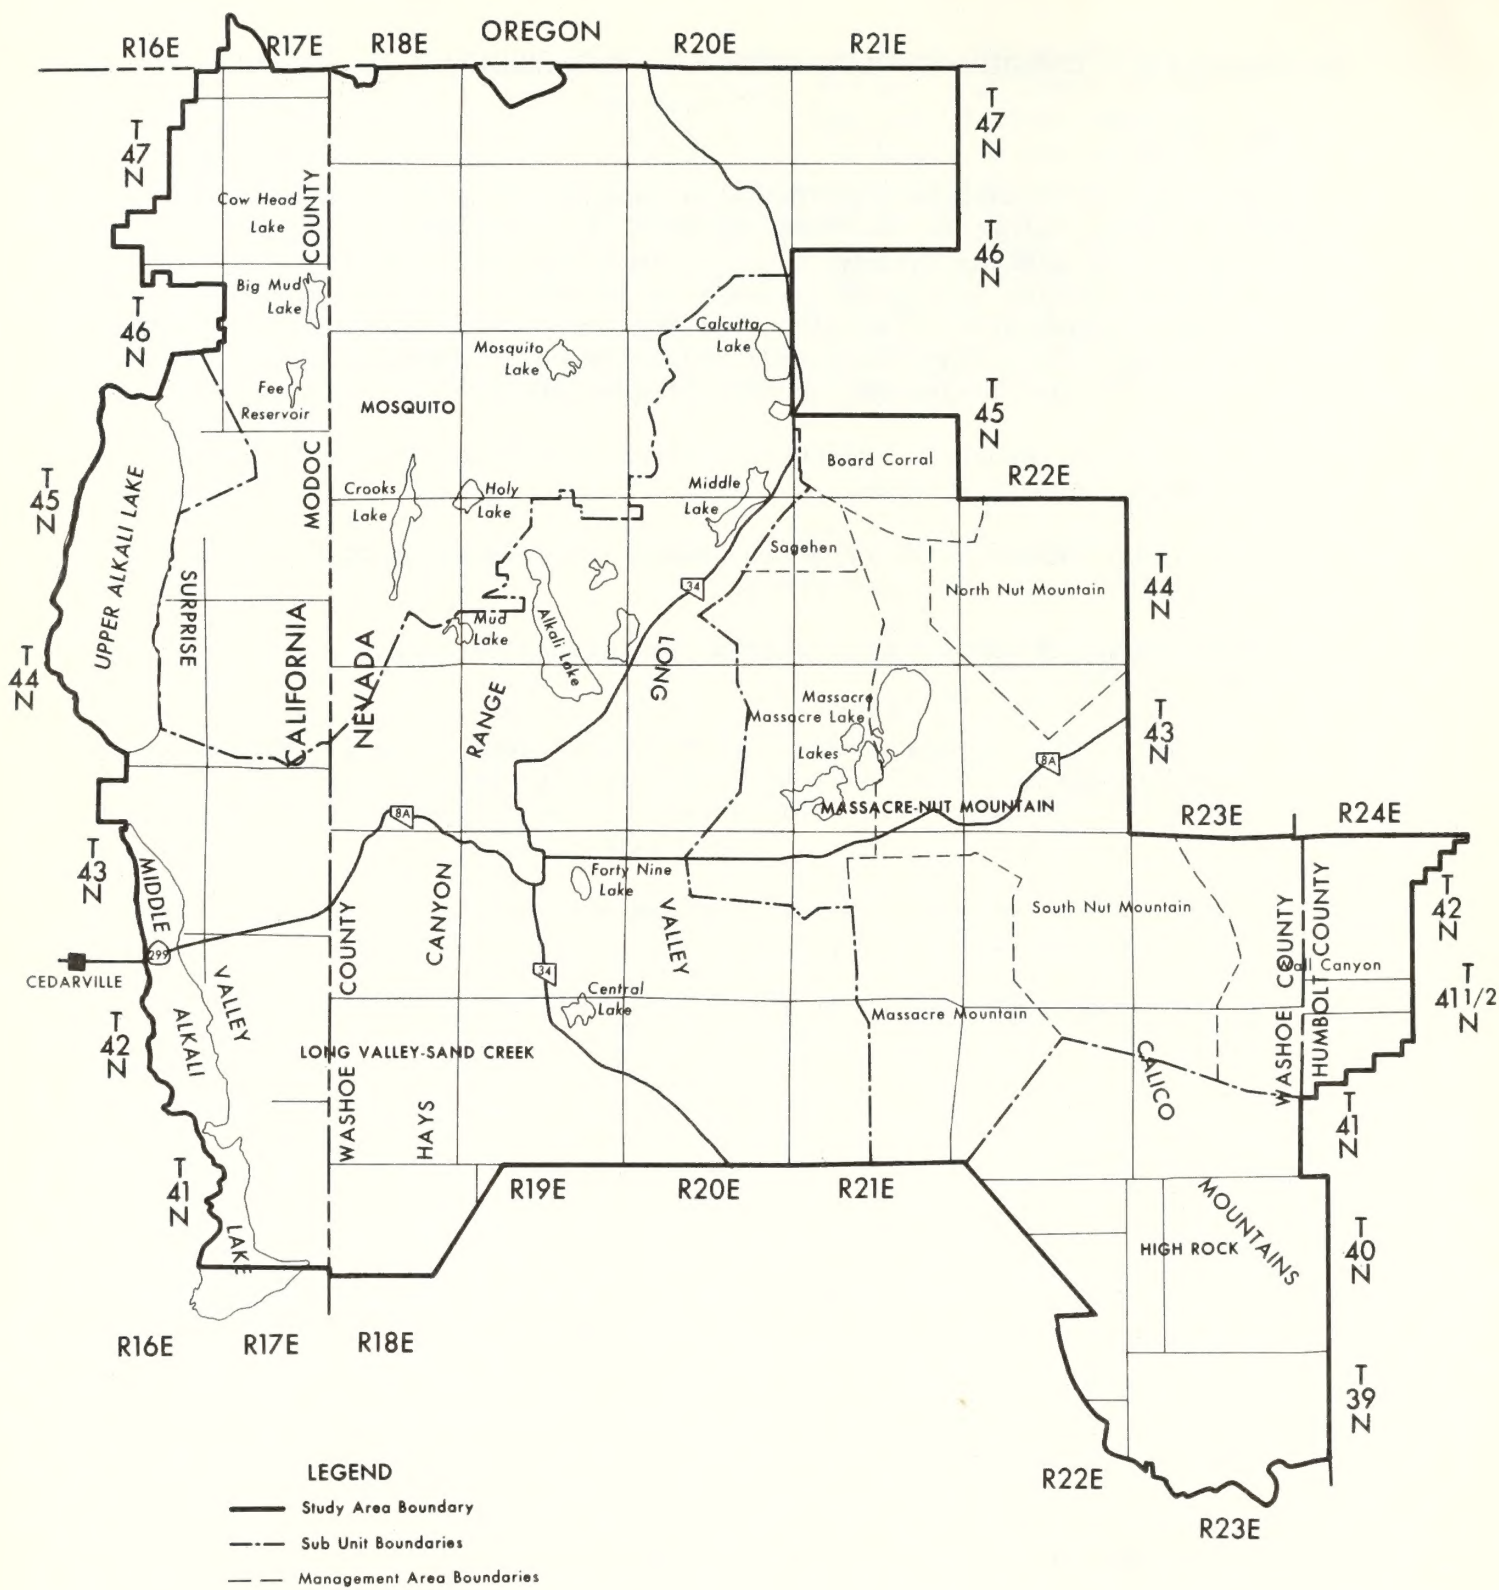 OREGON
R16E
R17E
R18E
R20E
R21E
T
47
N
T
47
N
Cow Head
Lake
COUNTY
T
46
N
Big Mud
Lake
T
46
N
Calcutta
Lake
Mosquito
Lake
Fee
Reservoir
MOSQUITO
T
45
N
Board Corral
R22E
MODOC
T
45
N
UPPER ALKALI LAKE
Crooks
Lake
Holy
Lake
Middle
Lake
Sagehen
North Nut Mountain
T
44
N
34
SURPRISE
CALIFORNIA
NEVADA
Mud
Lake
Alkali Lake
LONG
T
44
N
RANGE
Massacre
Massacre Lake
Lakes
T
43
N
8A
8A
MASSACRE-NUT MOUNTAIN
R23E
R24E
T
43
N
MIDDLE
Forty Nine
Lake
CANYON
VALLEY
South Nut Mountain
T
42
N
WASHOE COUNTY
HUMBOLT COUNTY
Wall Canyon
299
CEDARVILLE
COUNTY
34
VALLEY
T
41 1/2
N
Central
Lake
Massacre Mountain
T
42
N
ALKALI
LONG VALLEY-SAND CREEK
CALICO
WASHOE
HAYS
T
41
N
T
41
N
R19E
R20E
R21E
LAKE
MOUNTAINS
HIGH ROCK
T
40
N
R16E
R17E
R18E
T
39
N
R22E
R23E
LEGEND
Study Area Boundary
Sub Unit Boundaries
Management Area Boundaries